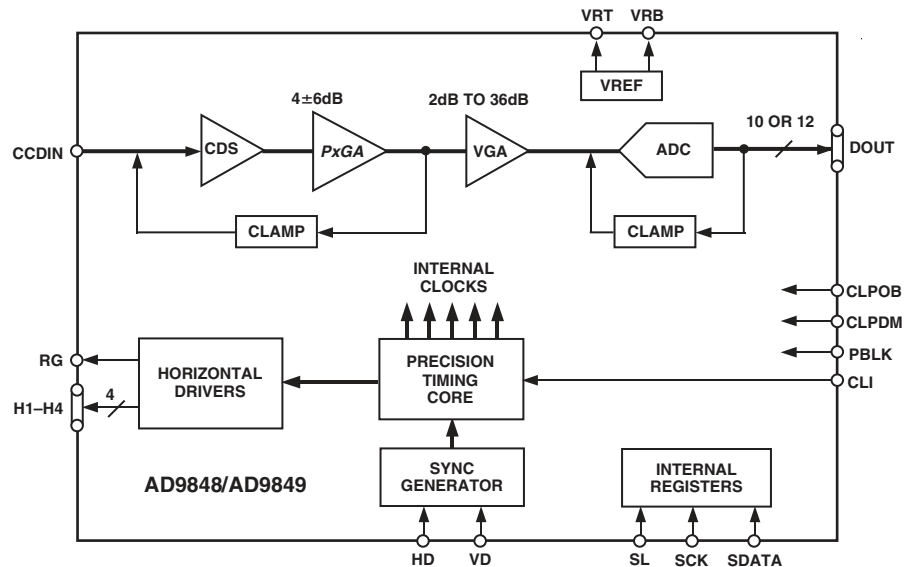 VRT VRB
VREF
4±6dB
2dB TO 36dB
10 OR 12
CCDIN
CDS
PxGA
VGA
ADC
DOUT
CLAMP
CLAMP
INTERNAL
CLOCKS
CLPOB
CLPDM
PBLK
CLI
RG
H1–H4
4
HORIZONTAL
DRIVERS
PRECISION
TIMING
CORE
SYNC
GENERATOR
INTERNAL
REGISTERS
AD9848/AD9849
HD VD
SL SCK SDATA